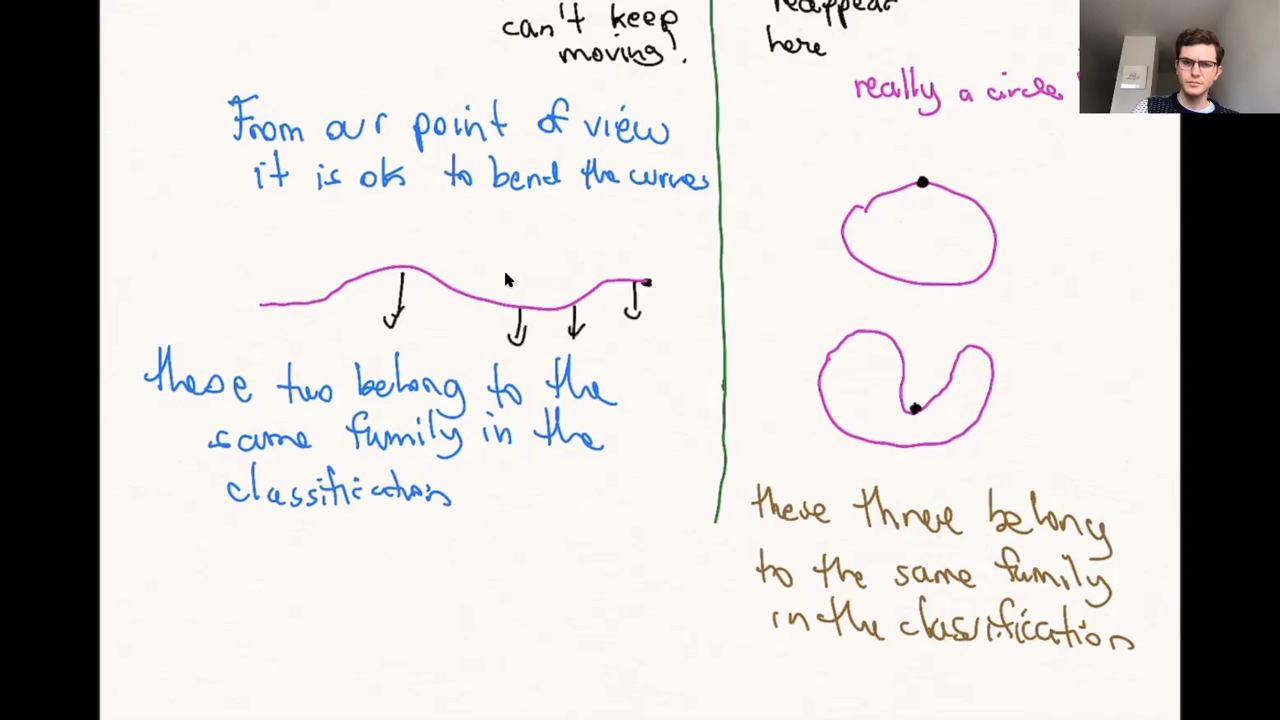 can't keep
moving!
From our point of view
it is ok to bend the curves
these two belong to the
same family in the
classification
reappear
here
really a circle
these three belong
to the same family
in the classification